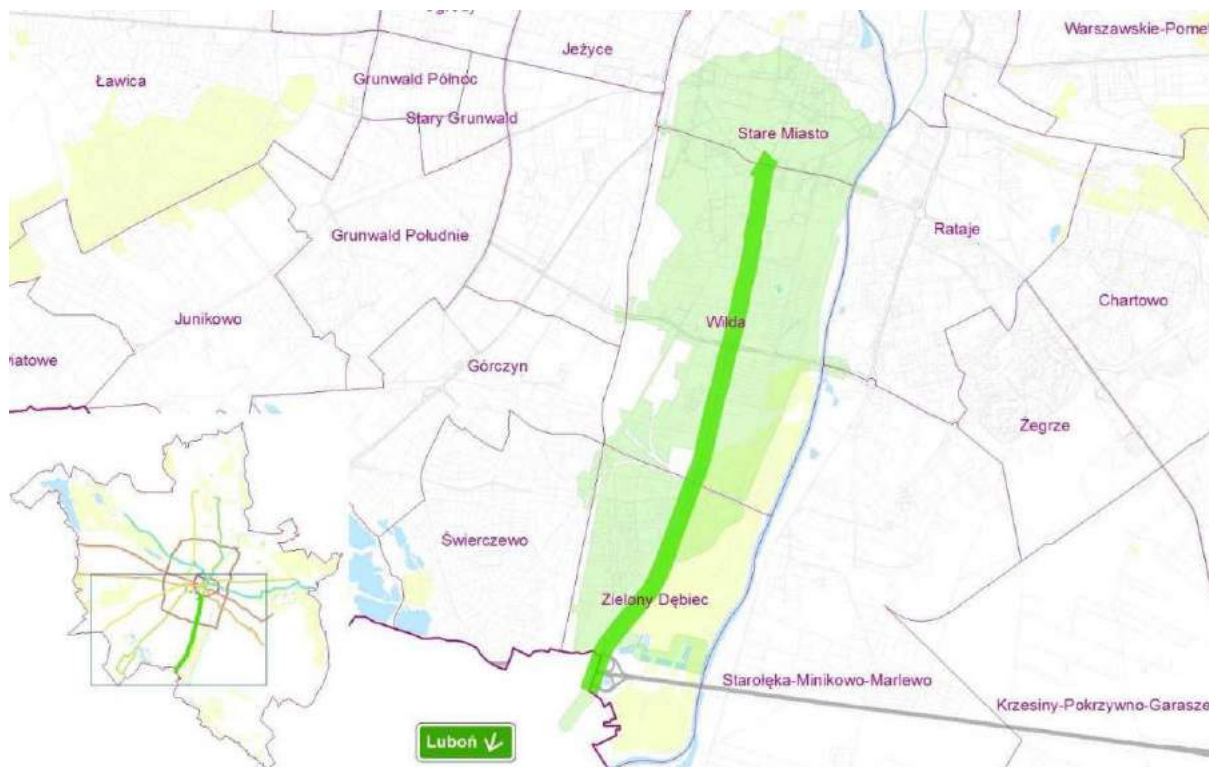 Jeżyce
Warszawskie-Pomet
Ławica
Grunwald Północ
Stary Grunwald
Stare Miasto
Grunwald Południe
Rataje
Chartowo
Junikowo
Wilda
iatowe
Górczyn
Żegrze
Świerczewo
Zielony Dębiec
Starołęka-Minikowo-Marlewo
Krzesiny-Pokrzywno-Garasze
Luboń